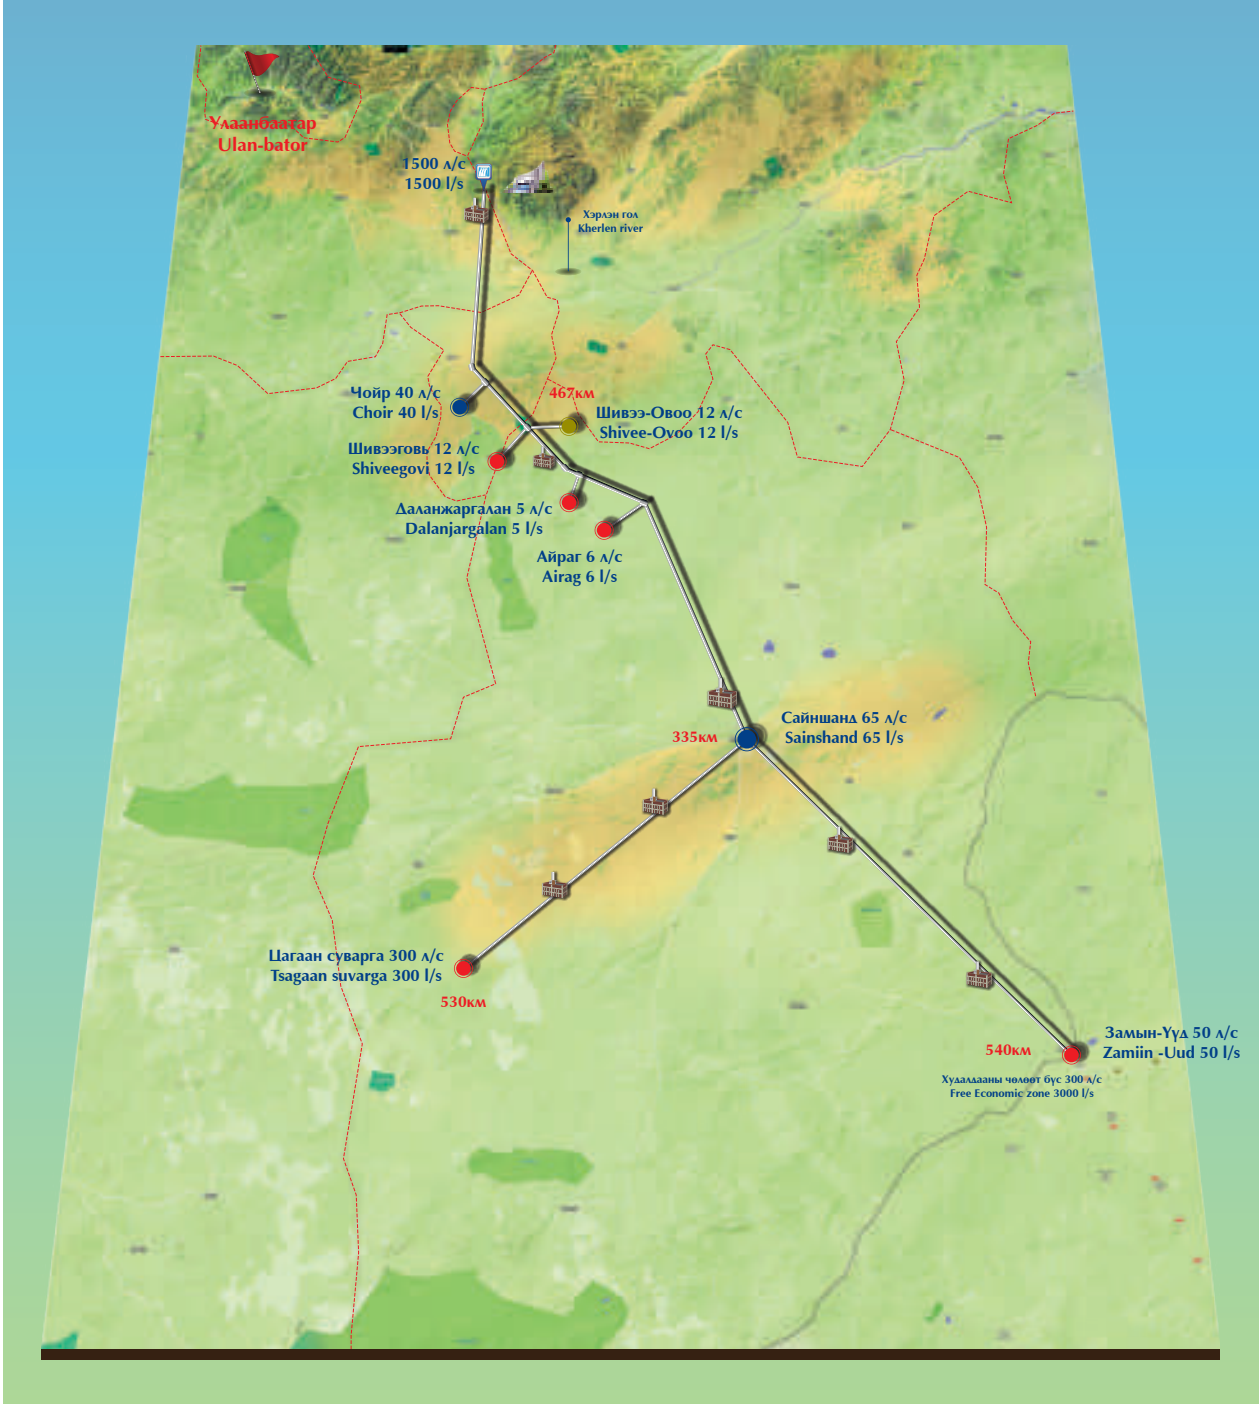 Улаанбаатар
Ulan-bator
1500 л/с
1500 l/s
Хэрлэн гол
Kherlen river
467км
Чойр 40 л/с
Choir 40 l/s
Шивээ-Овоо 12 л/с
Shivee-Ovoo 12 l/s
Шивээговь 12 л/с
Shiveegovi 12 l/s
Даланжаргалан 5 л/с
Dalanjargalan 5 l/s
Айраг 6 л/с
Airag 6 l/s
Сайншанд 65 л/с
Sainshand 65 l/s
335км
Цагаан суварга 300 л/с
Tsagaan suvarga 300 l/s
530км
Замын-Үүд 50 л/с
Zamiin -Uud 50 l/s
540км
Худалдааны чөлөөт бүс 300 л/с
Free Economic zone 3000 l/s